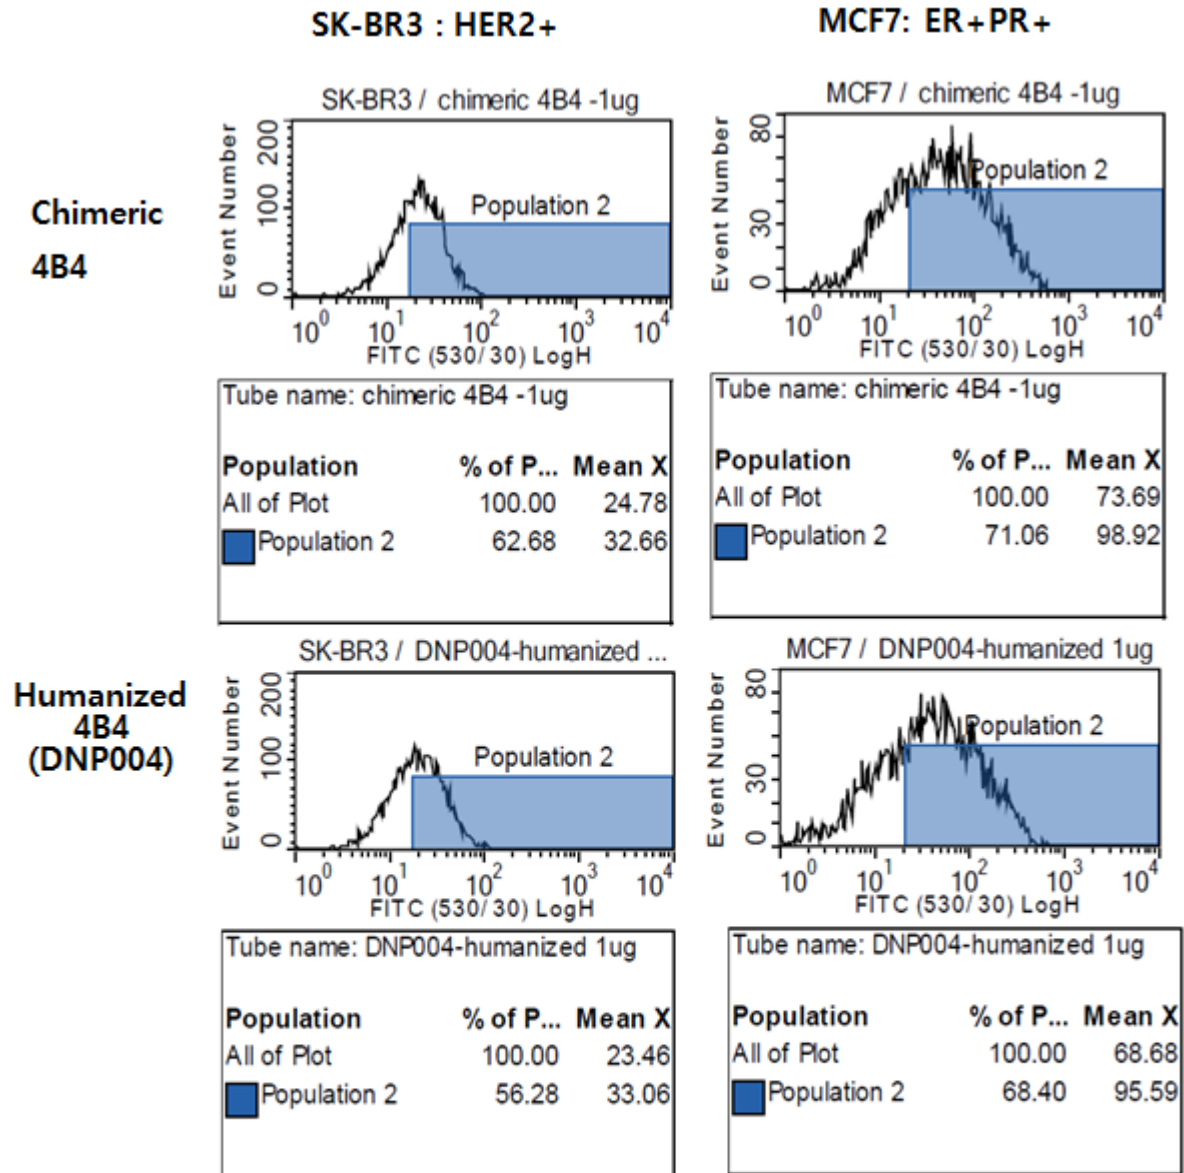 SK-BR3 : HER2+
MCF7: ER+PR+
Chimeric
4B4
SK-BR3 / chimeric 4B4 -1ug
Event Number
200
100
0
Population 2
10^0 10^1 10^2 10^3 10^4
FITC (530/30) LogH
MCF7 / chimeric 4B4 -1ug
Event Number
80
30
0
Population 2
10^0 10^1 10^2 10^3 10^4
FITC (530/30) LogH
Tube name: chimeric 4B4 -1ug
Population % of P... Mean X
All of Plot 100.00 24.78
Population 2 62.68 32.66
Tube name: chimeric 4B4 -1ug
Population % of P... Mean X
All of Plot 100.00 73.69
Population 2 71.06 98.92
Humanized
4B4
(DNP004)
SK-BR3 / DNP004-humanized ...
Event Number
200
100
0
Population 2
10^0 10^1 10^2 10^3 10^4
FITC (530/30) LogH
MCF7 / DNP004-humanized 1ug
Event Number
80
30
0
Population 2
10^0 10^1 10^2 10^3 10^4
FITC (530/30) LogH
Tube name: DNP004-humanized 1ug
Population % of P... Mean X
All of Plot 100.00 23.46
Population 2 56.28 33.06
Tube name: DNP004-humanized 1ug
Population % of P... Mean X
All of Plot 100.00 68.68
Population 2 68.40 95.59